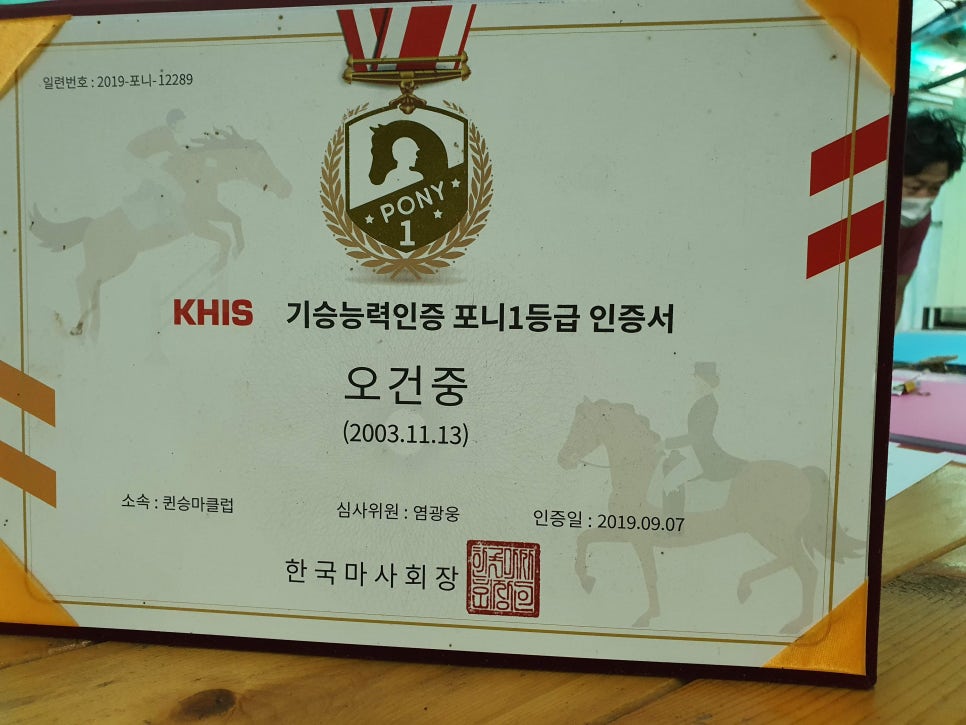 일련번호 : 2019-포니-12289
PONY
1
KHIS 기승능력인증 포니1등급 인증서
오건중
(2003.11.13)
소속 : 퀸승마클럽 심사위원 : 염광웅 인증일 : 2019.09.07
한국마사회장